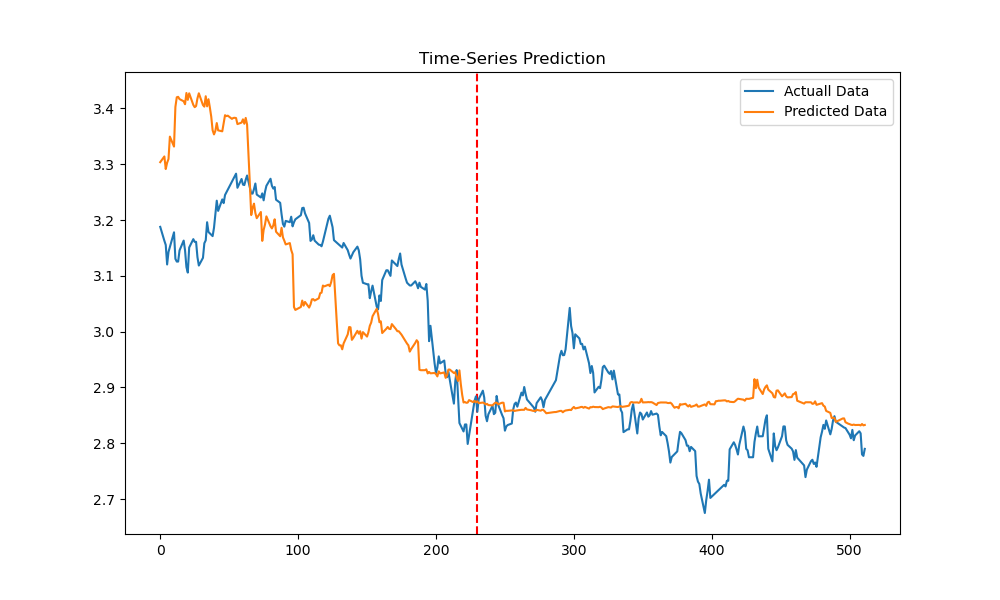 Time-Series Prediction
Actuall Data
Predicted Data
3.4
3.3
3.2
3.1
3.0
2.9
2.8
2.7
0 100 200 300 400 500